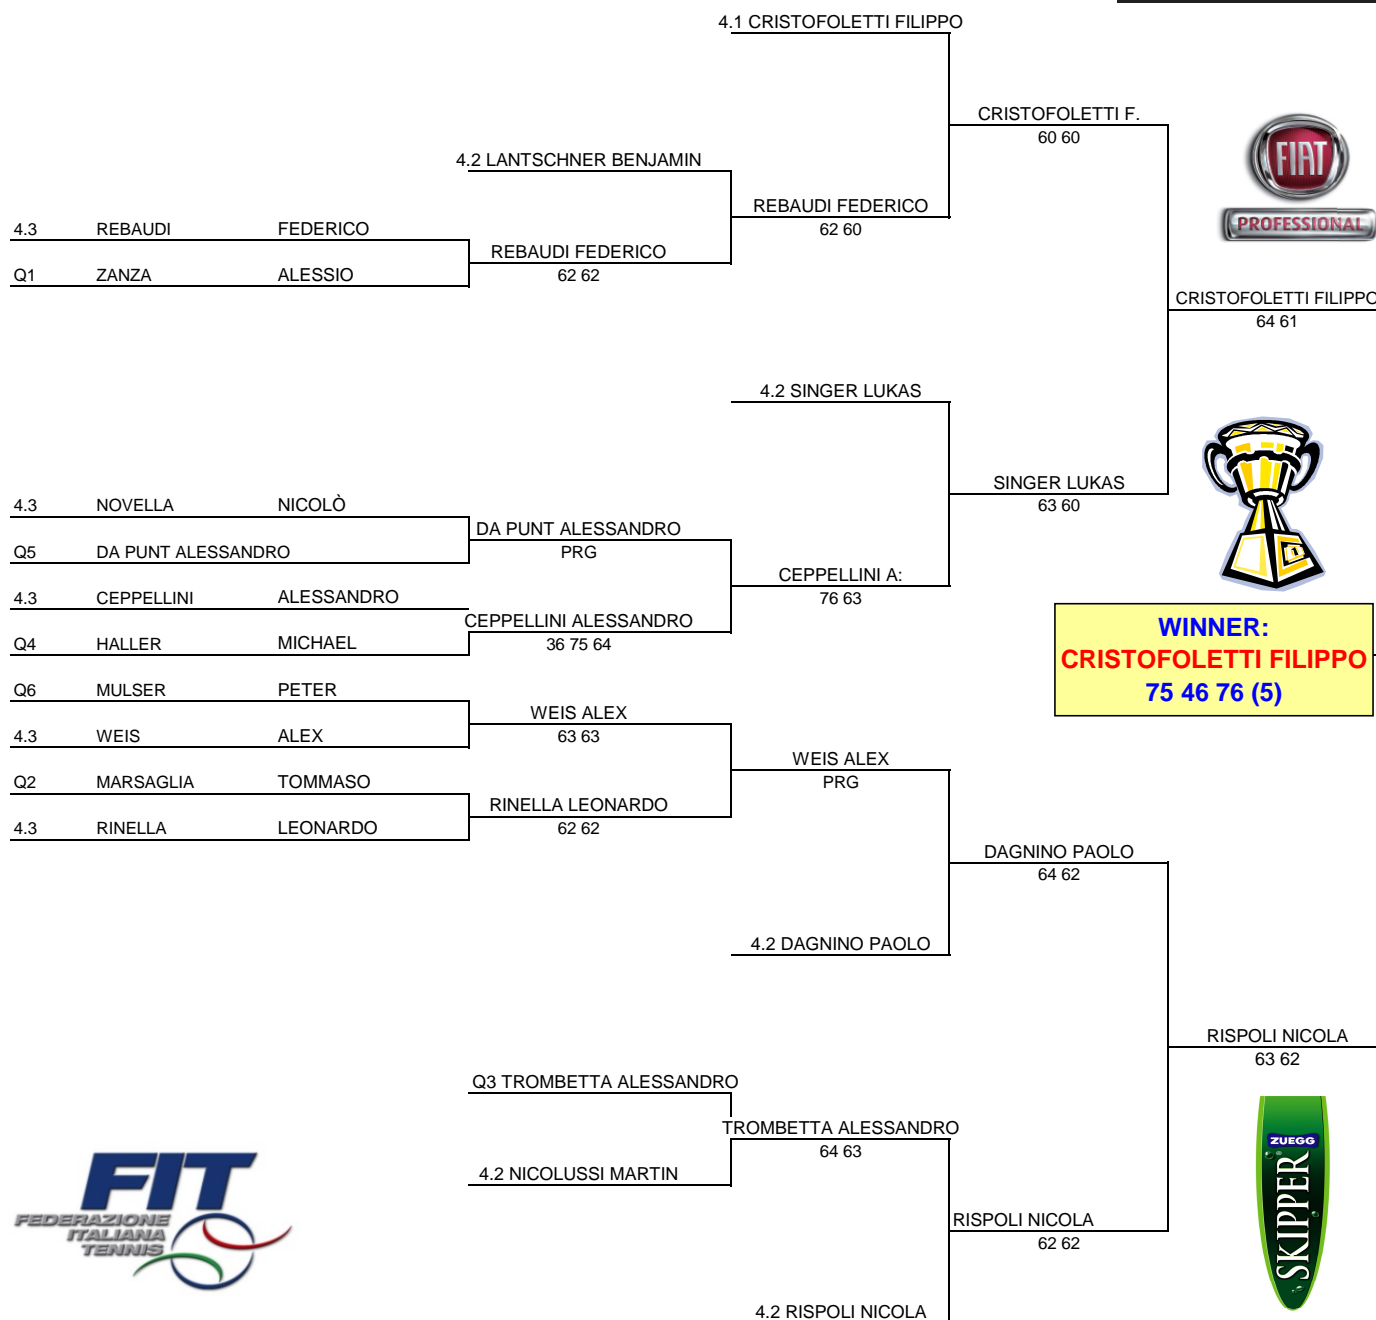 4.1 CRISTOFOLETTI FILIPPO
CRISTOFOLETTI F.
60 60
4.2 LANTSCHNER BENJAMIN
REBAUDI FEDERICO
62 60
4.3 REBAUDI FEDERICO
REBAUDI FEDERICO
62 62
Q1 ZANZA ALESSIO
FIAT
PROFESSIONAL
CRISTOFOLETTI FILIPPO
64 61
4.2 SINGER LUKAS
SINGER LUKAS
63 60
4.3 NOVELLA NICOLÒ
DA PUNT ALESSANDRO
PRG
Q5 DA PUNT ALESSANDRO
CEPPELLINI A:
76 63
4.3 CEPPELLINI ALESSANDRO
CEPPELLINI ALESSANDRO
36 75 64
Q4 HALLER MICHAEL
WINNER:
CRISTOFOLETTI FILIPPO
75 46 76 (5)
Q6 MULSER PETER
WEIS ALEX
63 63
4.3 WEIS ALEX
WEIS ALEX
PRG
Q2 MARSAGLIA TOMMASO
RINELLA LEONARDO
62 62
4.3 RINELLA LEONARDO
DAGNINO PAOLO
64 62
4.2 DAGNINO PAOLO
RISPOLI NICOLA
63 62
Q3 TROMBETTA ALESSANDRO
TROMBETTA ALESSANDRO
64 63
4.2 NICOLUSSI MARTIN
RISPOLI NICOLA
62 62
4.2 RISPOLI NICOLA
FIT
FEDERAZIONE
ITALIANA
TENNIS
ZUEGG
SKIPPER